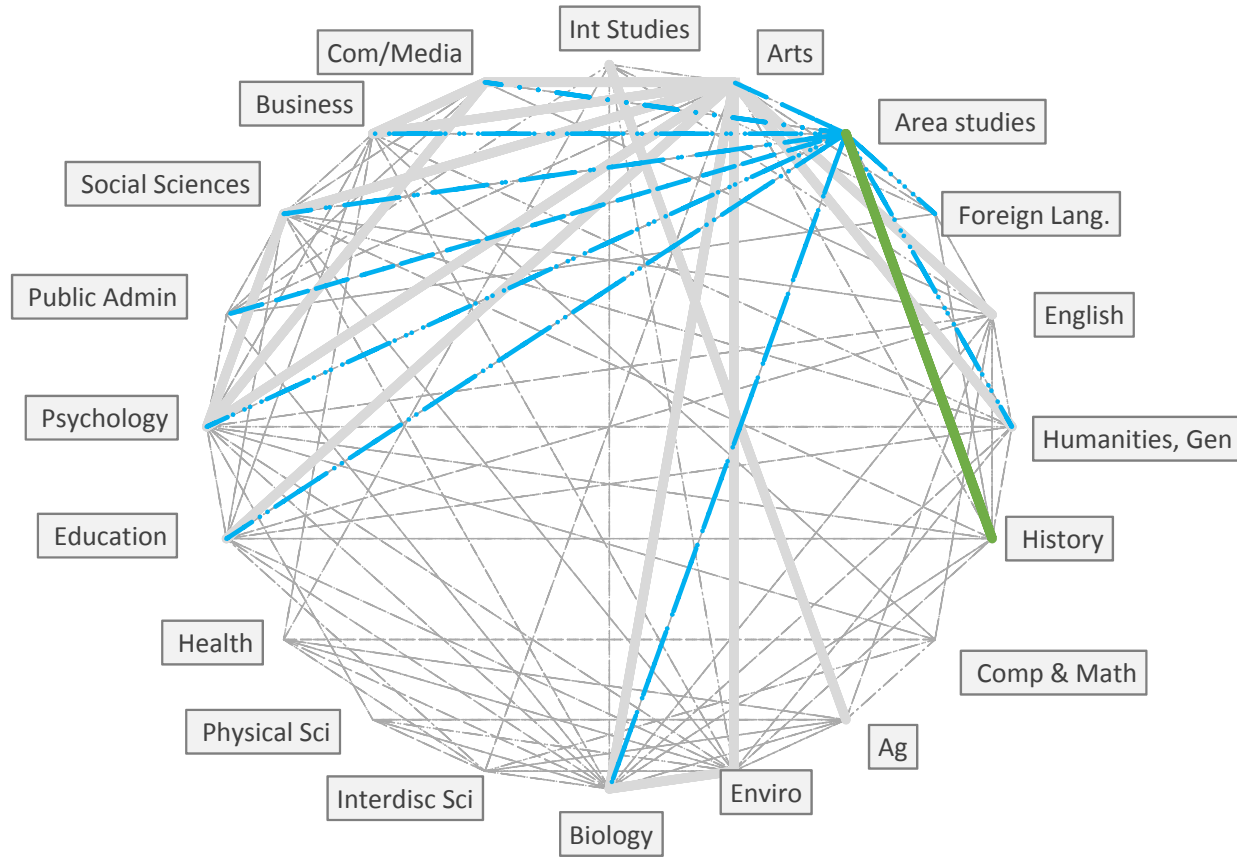 Int Studies
Com/Media
Arts
Business
Area studies
Social Sciences
Foreign Lang.
Public Admin
English
Psychology
Humanities, Gen
Education
History
Health
Comp & Math
Physical Sci
Ag
Interdisc Sci
Enviro
Biology